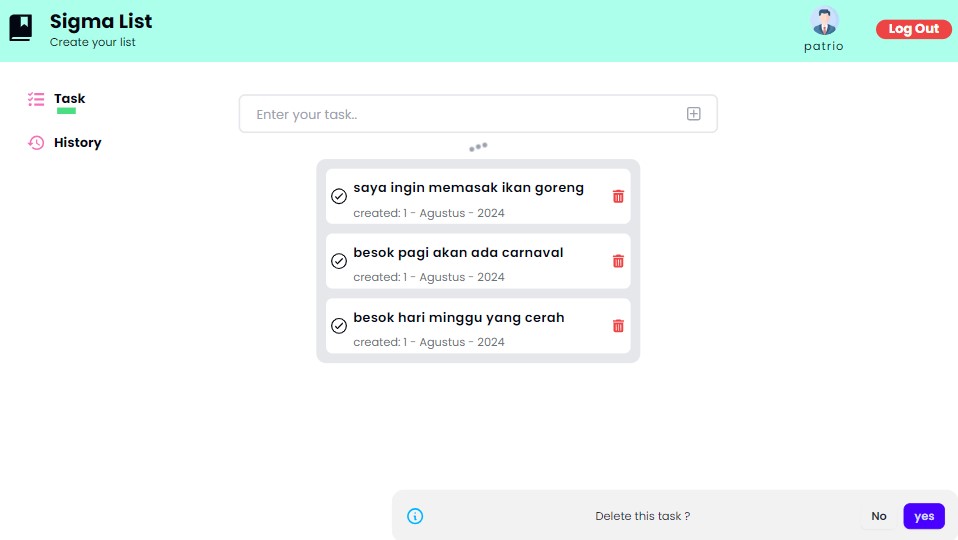 Sigma List
Create your list
patrio
Log Out
Task
History
Enter your task..
saya ingin memasak ikan goreng
created: 1 - Agustus - 2024
besok pagi akan ada carnaval
created: 1 - Agustus - 2024
besok hari minggu yang cerah
created: 1 - Agustus - 2024
Delete this task ?
No
yes